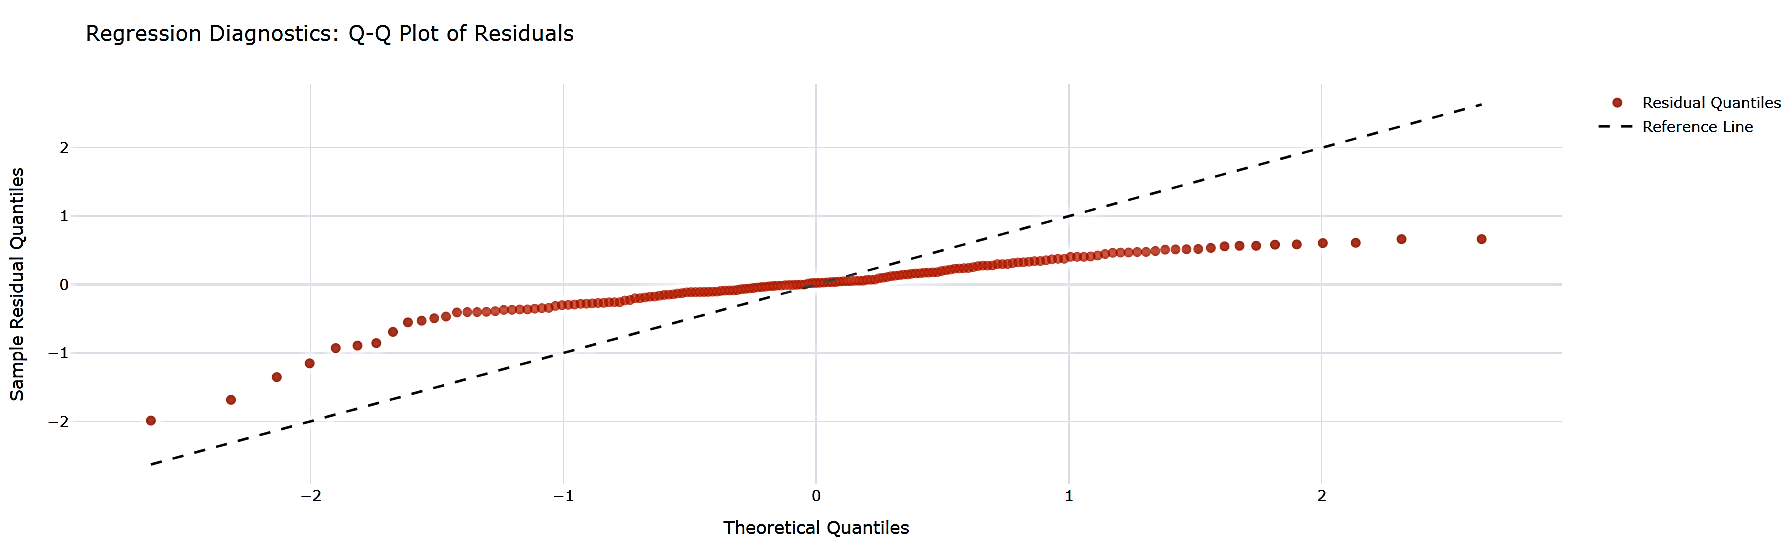 Regression Diagnostics: Q-Q Plot of Residuals
Residual Quantiles
Reference Line
Sample Residual Quantiles
2
1
0
−1
−2
−2
−1
0
1
2
Theoretical Quantiles